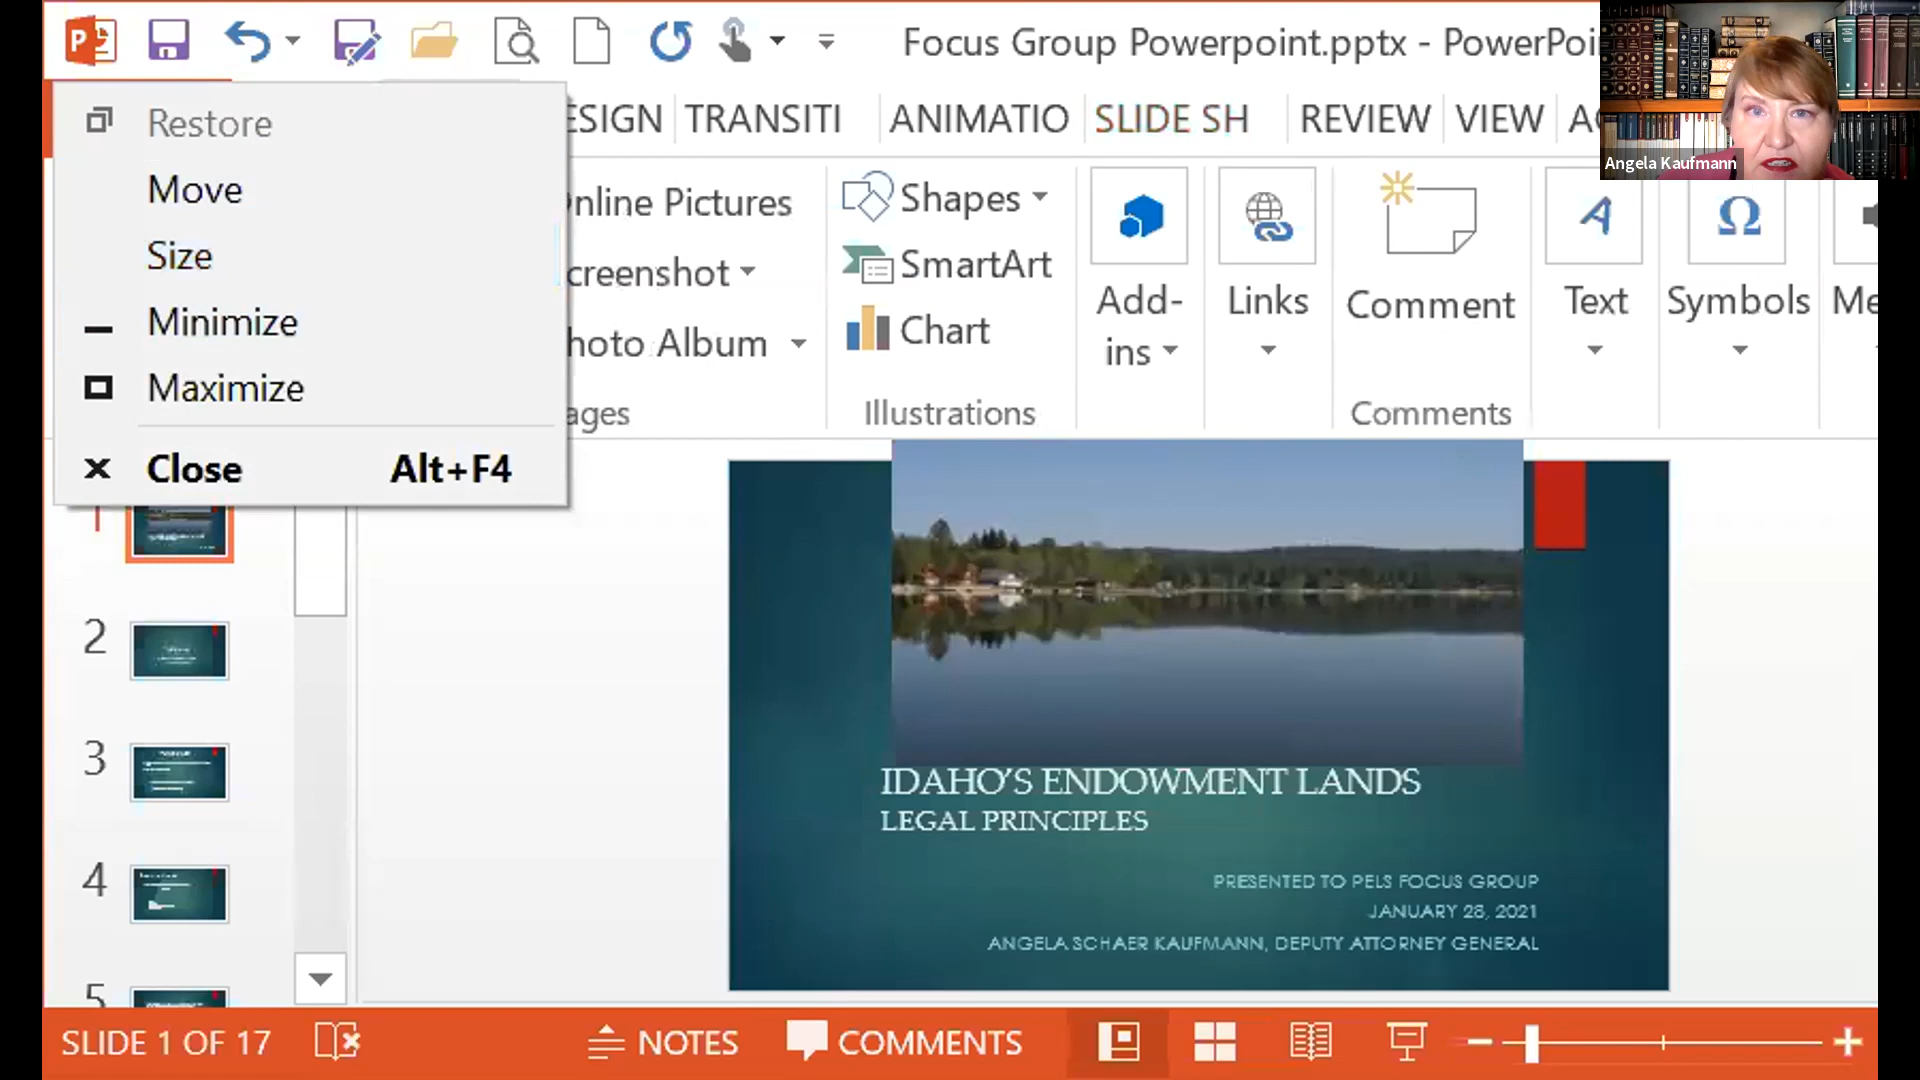 Focus Group Powerpoint.pptx - PowerPoi
Angela Kaufmann
Restore
Move
Size
Minimize
Maximize
Close Alt+F4
ESIGN TRANSITI ANIMATIO SLIDE SH REVIEW VIEW
nline Pictures
creenshot
hoto Album
ages
Shapes
SmartArt
Chart
Illustrations
Add-
ins
Links
Comment
Comments
Text
Symbols
Me
1
2
3
4
5
IDAHO'S ENDOWMENT LANDS
LEGAL PRINCIPLES
PRESENTED TO PELS FOCUS GROUP
JANUARY 28, 2021
ANGELA SCHAER KAUFMANN, DEPUTY ATTORNEY GENERAL
SLIDE 1 OF 17 NOTES COMMENTS